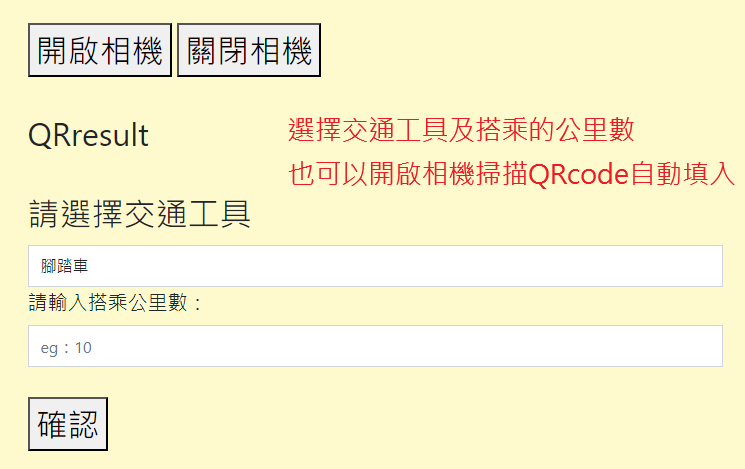 開啟相機 關閉相機
QRresult
選擇交通工具及搭乘的公里數
也可以開啟相機掃描QRcode自動填入
請選擇交通工具
腳踏車
請輸入搭乘公里數：
eg：10
確認